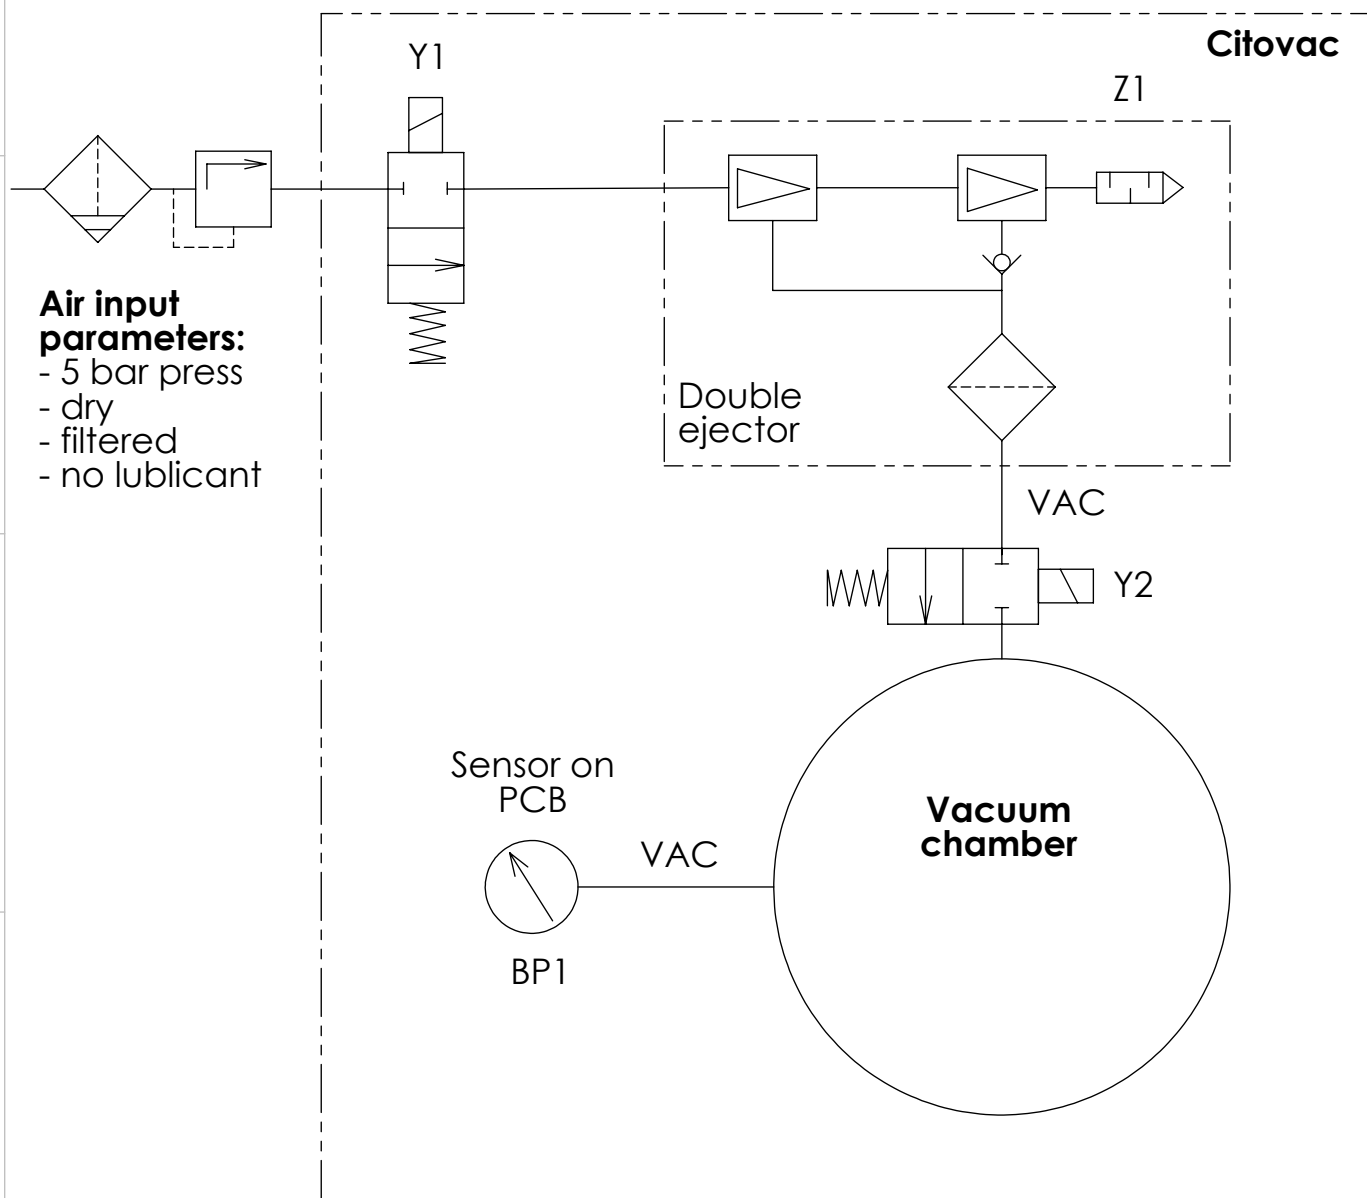 Citovac
Y1
Z1
Air input
parameters:
- 5 bar press
- dry
- filtered
- no lublicant
Double
ejector
VAC
Y2
Sensor on
PCB
VAC
BP1
Vacuum
chamber